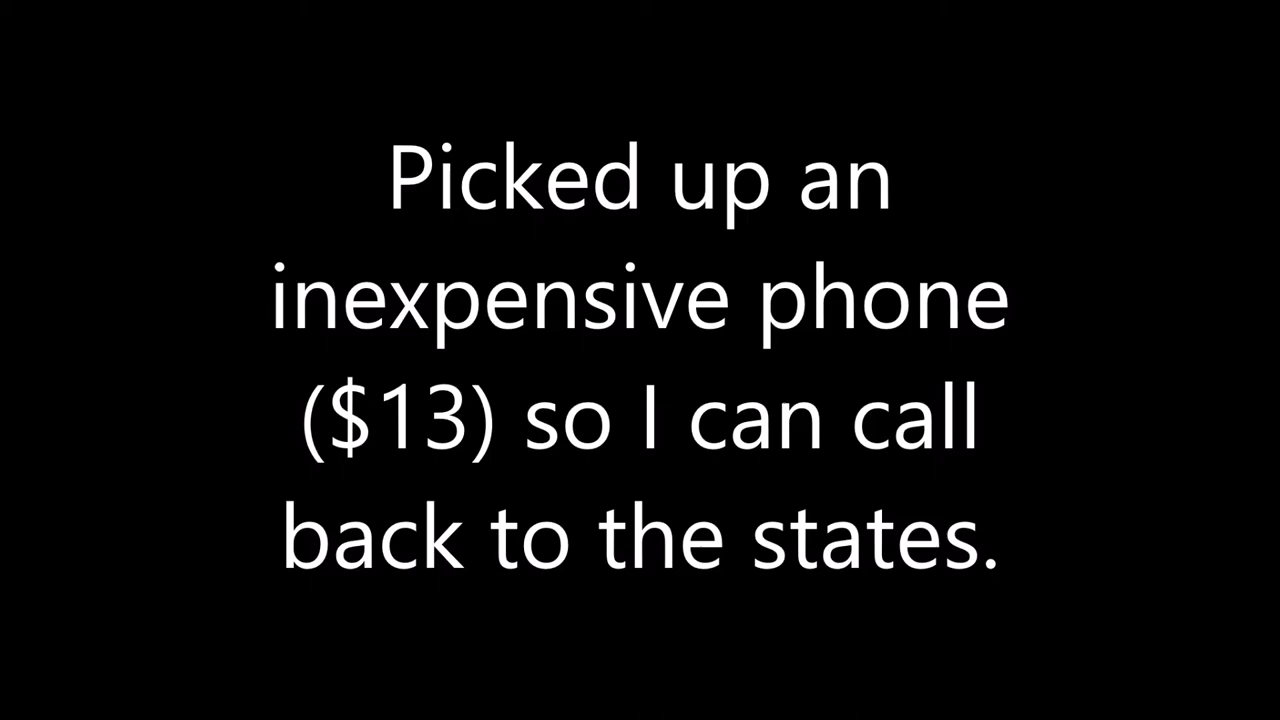 Picked up an
inexpensive phone
($13) so I can call
back to the states.